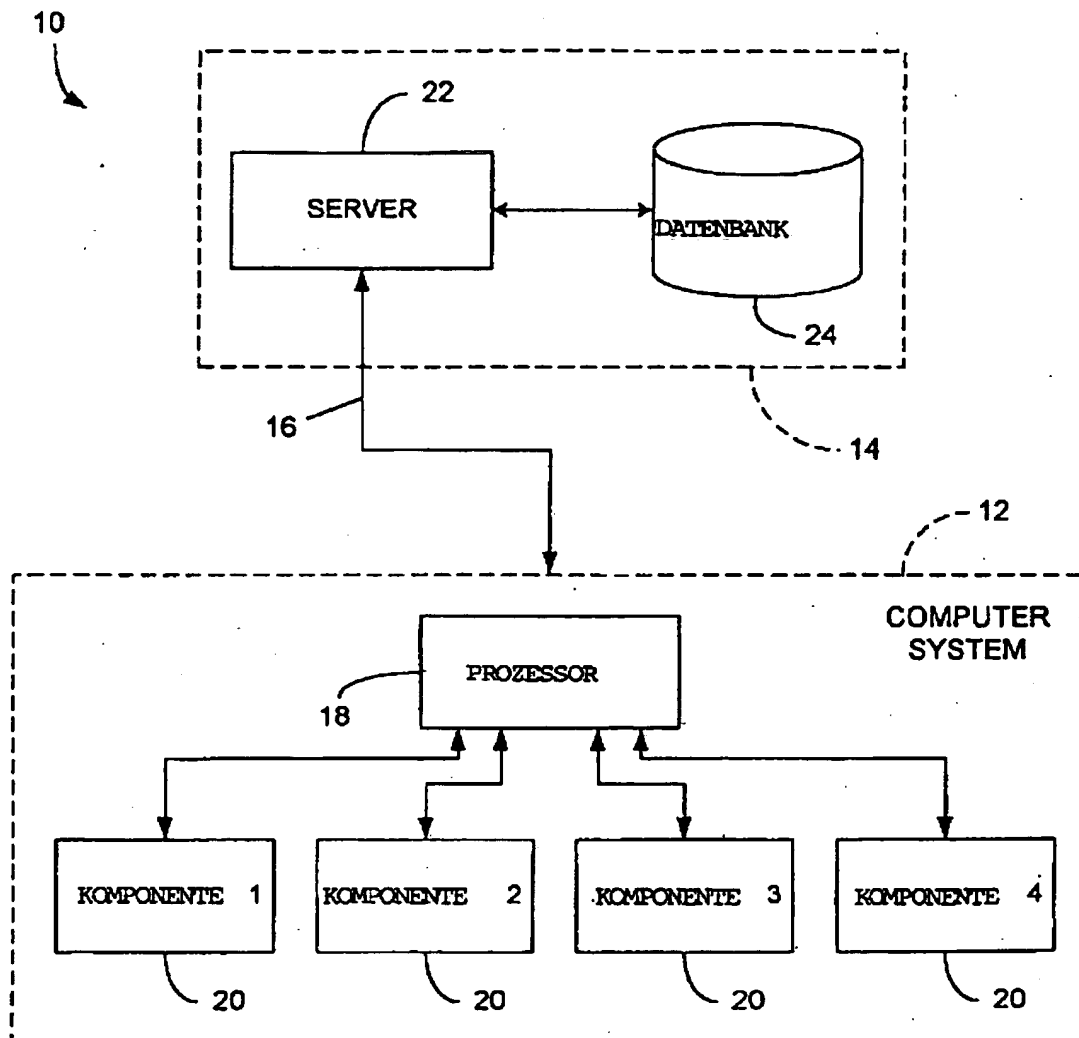 10
22
SERVER
DATENBANK
24
16
14
12
COMPUTER
SYSTEM
PROZESSOR
18
KOMPONENTE 1
KOMPONENTE 2
KOMPONENTE 3
KOMPONENTE 4
20
20
20
20